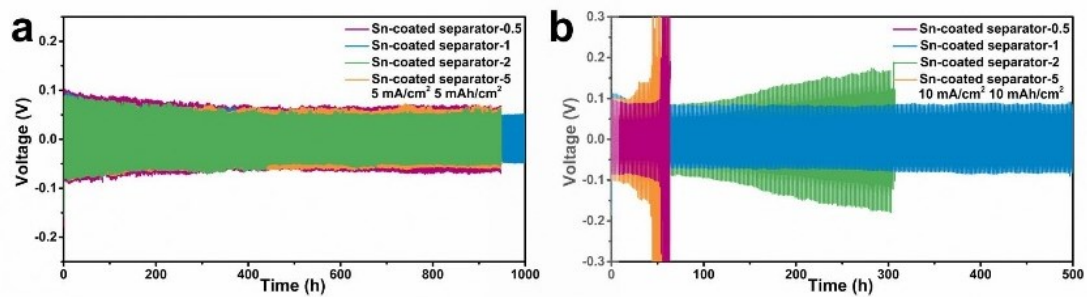 a
Sn-coated separator-0.5
Sn-coated separator-1
Sn-coated separator-2
Sn-coated separator-5
5 mA/cm² 5 mAh/cm²
Voltage (V)
0.2
0.1
0.0
-0.1
-0.2
0 200 400 600 800 1000
Time (h)
b
Sn-coated separator-0.5
Sn-coated separator-1
Sn-coated separator-2
Sn-coated separator-5
10 mA/cm² 10 mAh/cm²
Voltage (V)
0.3
0.2
0.1
0.0
-0.1
-0.2
-0.3
0 100 200 300 400 500
Time (h)